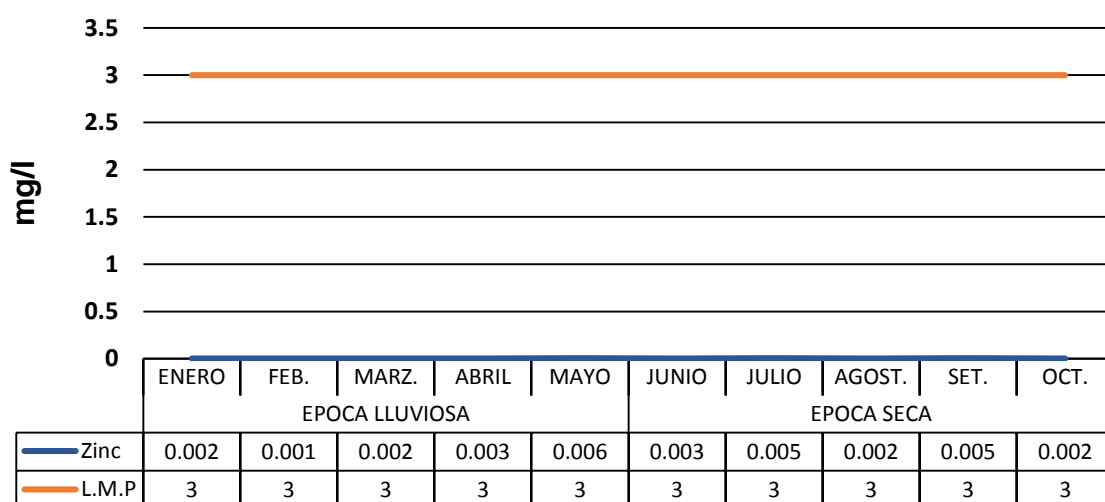 3.5
3
2.5
2
1.5
1
0.5
0
mg/l
ENERO FEB. MARZ. ABRIL MAYO JUNIO JULIO AGOST. SET. OCT.
EPOCA LLUVIOSA EPOCA SECA
Zinc 0.002 0.001 0.002 0.003 0.006 0.003 0.005 0.002 0.005 0.002
L.M.P 3 3 3 3 3 3 3 3 3 3